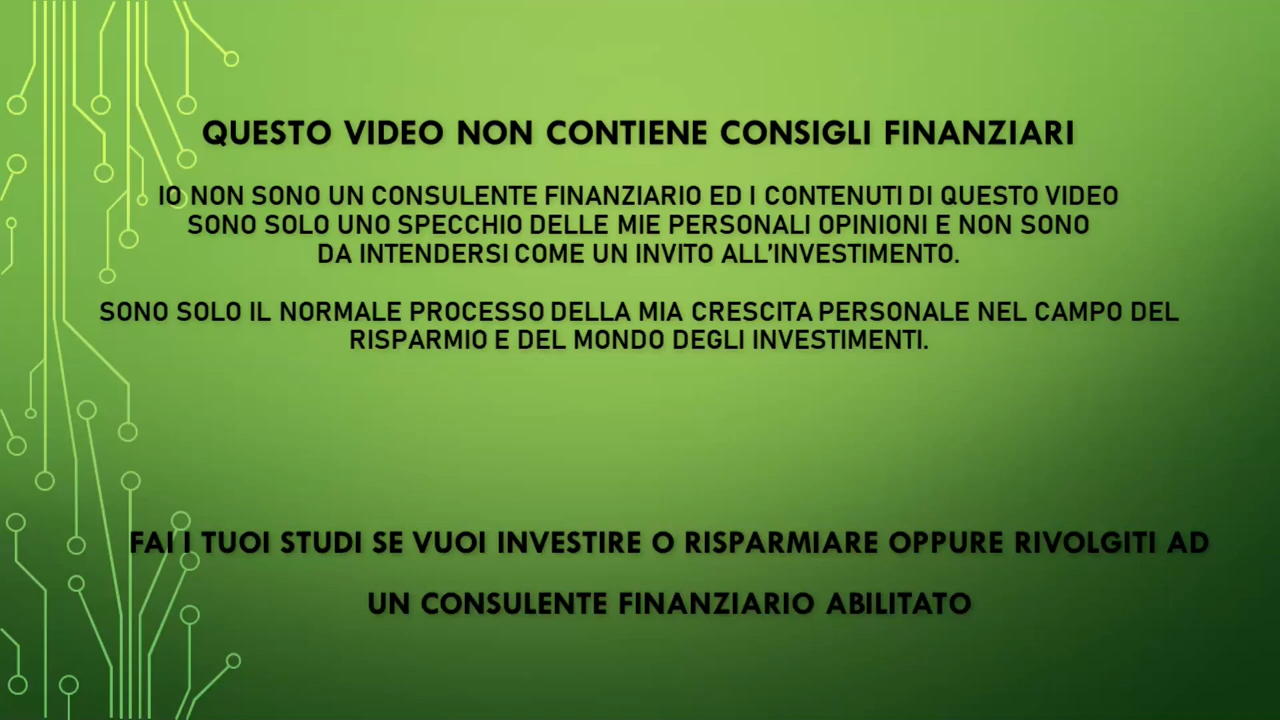 QUESTO VIDEO NON CONTIENE CONSIGLI FINANZIARI
IO NON SONO UN CONSULENTE FINANZIARIO ED I CONTENUTI DI QUESTO VIDEO
SONO SOLO UNO SPECCHIO DELLE MIE PERSONALI OPINIONI E NON SONO
DA INTENDERSI COME UN INVITO ALL'INVESTIMENTO.
SONO SOLO IL NORMALE PROCESSO DELLA MIA CRESCITA PERSONALE NEL CAMPO DEL
RISPARMIO E DEL MONDO DEGLI INVESTIMENTI.
FAI I TUOI STUDI SE VUOI INVESTIRE O RISPARMIARE OPPURE RIVOLGITI AD
UN CONSULENTE FINANZIARIO ABILITATO